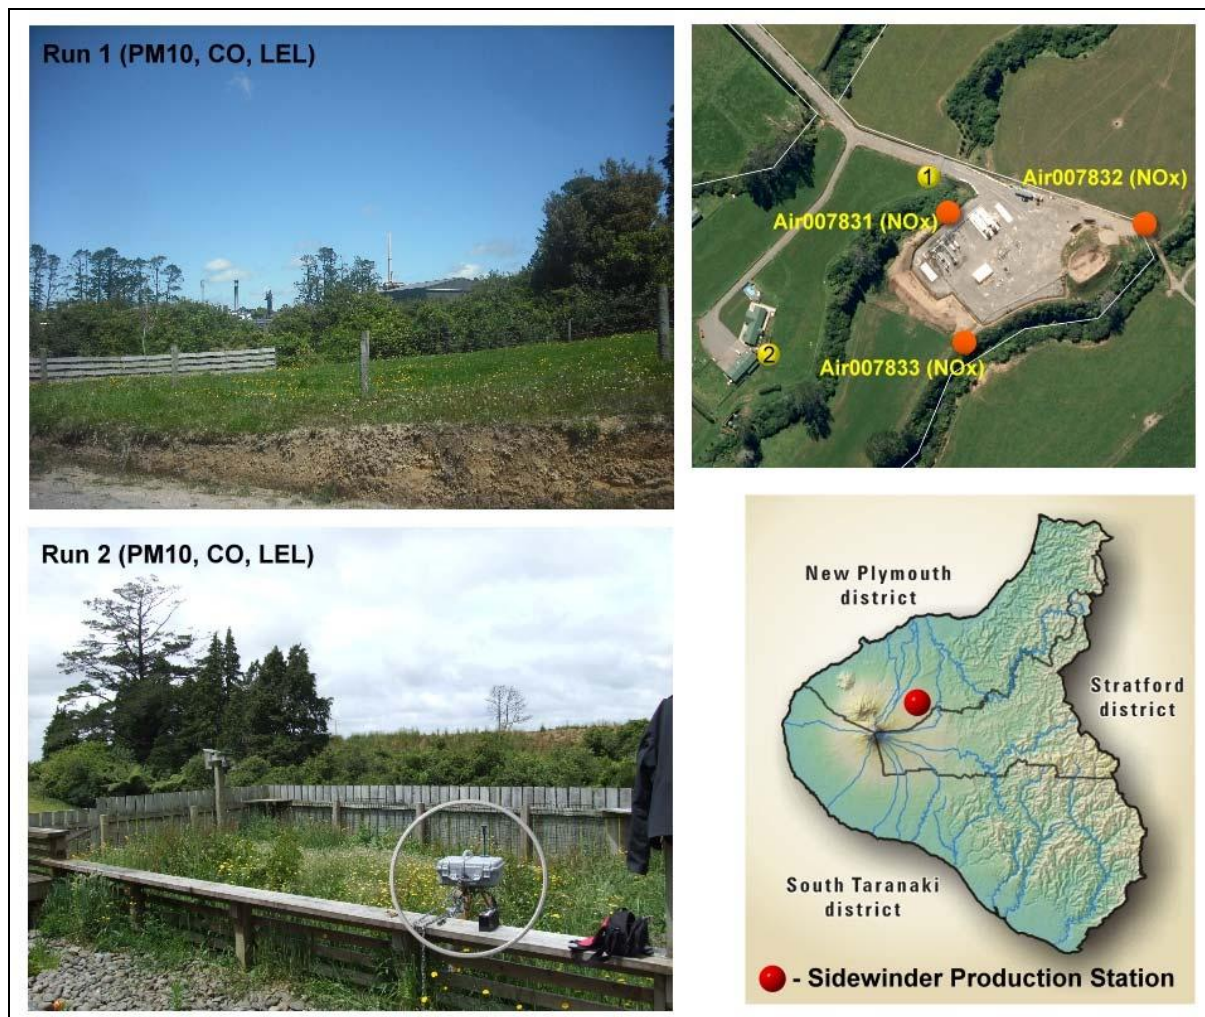 Run 1 (PM10, CO, LEL)
1
Air007832 (NOx)
Air007831 (NOx)
2
Air007833 (NOx)
Run 2 (PM10, CO, LEL)
New Plymouth
district
Stratford
district
South Taranaki
district
- Sidewinder Production Station